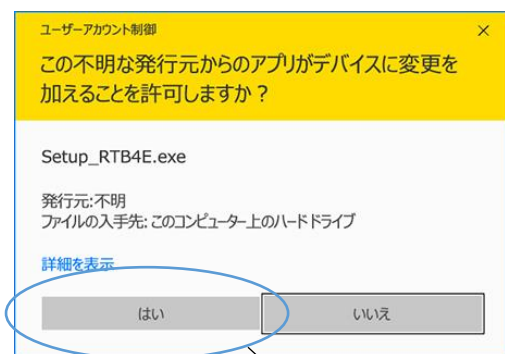 ユーザーアカウント制御
この不明な発行元からのアプリがデバイスに変更を
加えることを許可しますか？
Setup_RTB4E.exe
発行元:不明
ファイルの入手先: このコンピューター上のハード ドライブ
詳細を表示
はい
いいえ